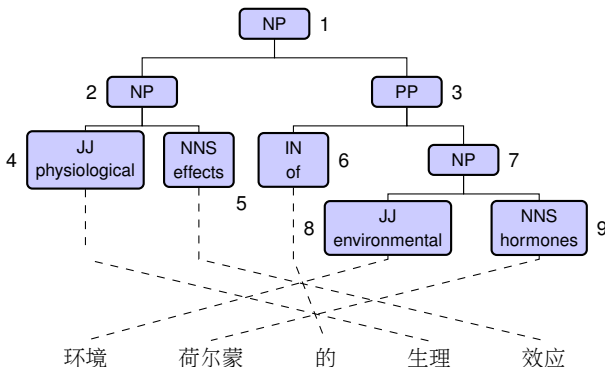 NP 1
2 NP
PP 3
4 JJ physiological
NNS effects 5
IN of 6
NP 7
8 JJ environmental
NNS hormones 9
环境 荷尔蒙 的 生理 效应